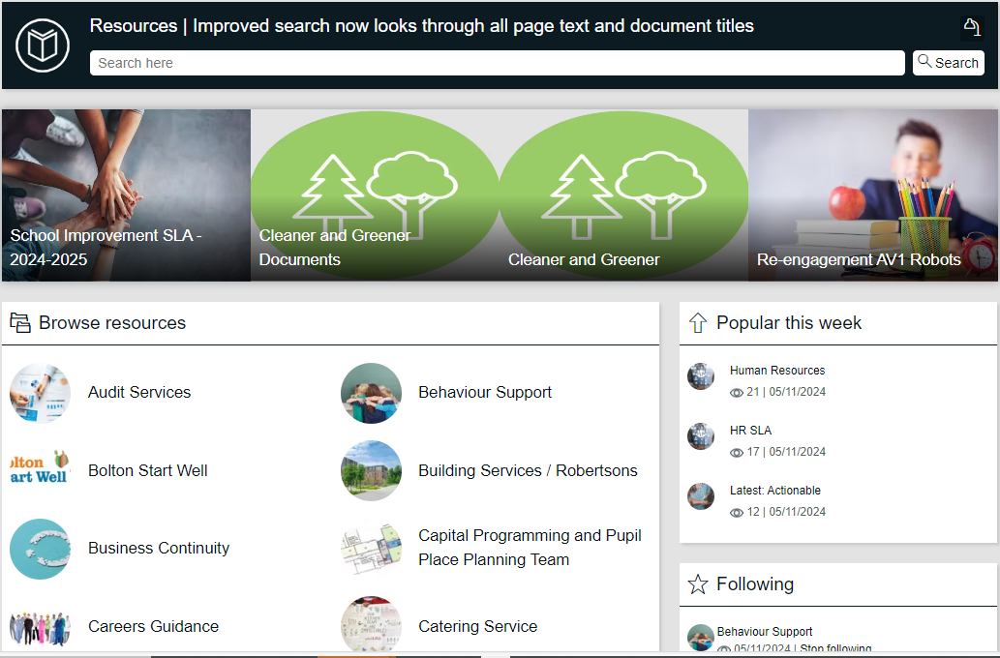 Resources | Improved search now looks through all page text and document titles
Search here
Search
School Improvement SLA -
2024-2025
Cleaner and Greener
Documents
Cleaner and Greener
Re-engagement AV1 Robots
Browse resources
Audit Services
Behaviour Support
Bolton Start Well
Building Services / Robertsons
Business Continuity
Capital Programming and Pupil
Place Planning Team
Careers Guidance
Catering Service
Popular this week
Human Resources
21 | 05/11/2024
HR SLA
17 | 05/11/2024
Latest: Actionable
12 | 05/11/2024
Following
Behaviour Support
05/11/2024 | Stop following
olton
art Well